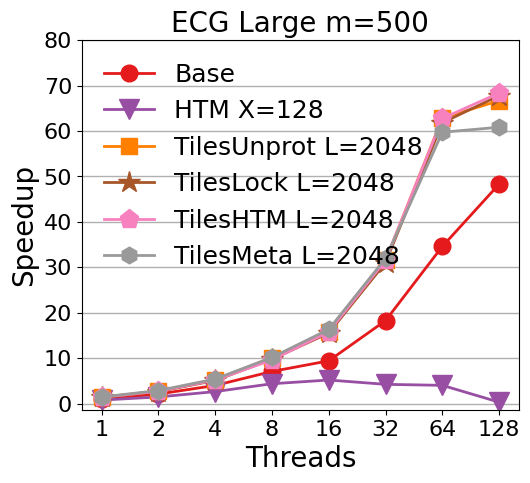 ECG Large m=500
80
70
60
50
40
30
20
10
0
Speedup
Base
HTM X=128
TilesUnprot L=2048
TilesLock L=2048
TilesHTM L=2048
TilesMeta L=2048
1 2 4 8 16 32 64 128
Threads